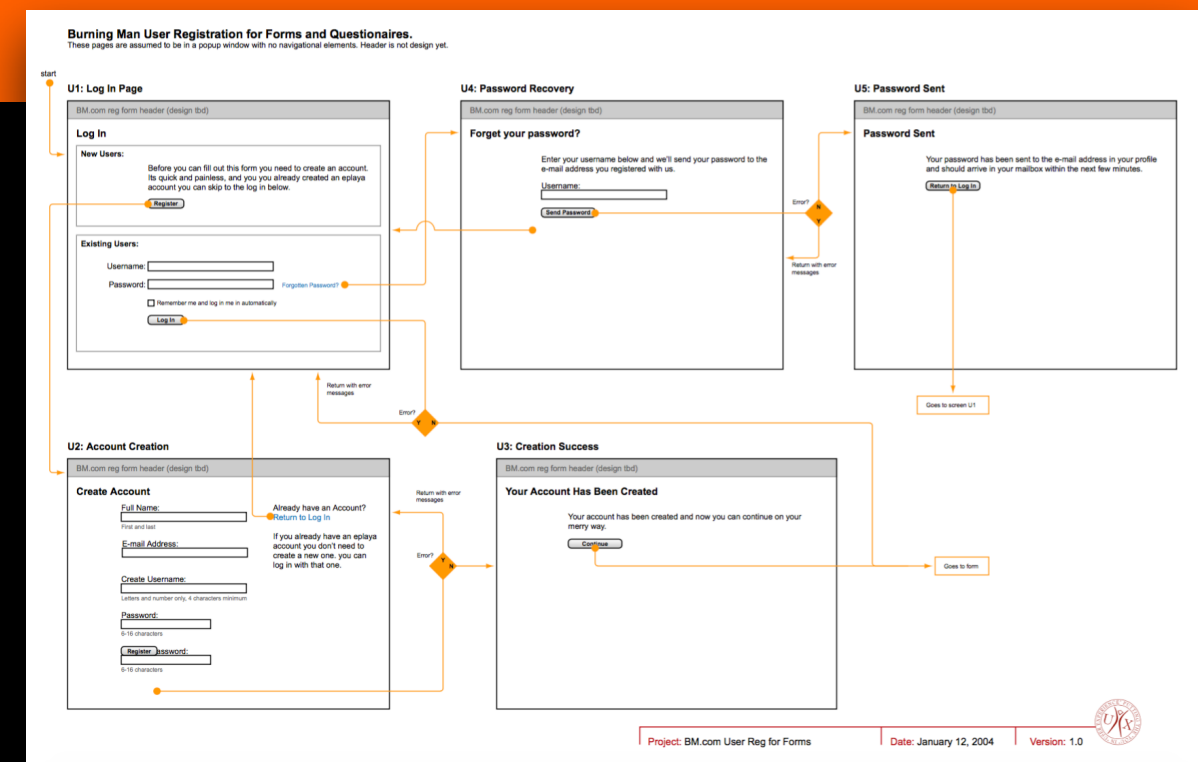 Burning Man User Registration for Forms and Questionaires.
These pages are assumed to be in a popup window with no navigational elements. Header is not design yet.
start
U1: Log In Page
BM.com reg form header (design tbd)
Log In
New Users:
Before you can fill out this form you need to create an account.
Its quick and painless, and you you already created an eplaya
account you can skip to the log in below.
Register
Existing Users:
Username:
Password:
Forgotten Password?
Remember me and log in me in automatically
Log In
U4: Password Recovery
BM.com reg form header (design tbd)
Forget your password?
Enter your username below and we'll send your password to the
e-mail address you registered with us.
Username:
Send Password
Error?
N
Y
Return with error
messages
U5: Password Sent
BM.com reg form header (design tbd)
Password Sent
Your password has been sent to the e-mail address in your profile
and should arrive in your mailbox within the next few minutes.
Return to Log In
Goes to screen U1
Return with error
messages
Error?
Y N
U2: Account Creation
BM.com reg form header (design tbd)
Create Account
Full Name:
First and last
E-mail Address:
Create Username:
Letters and number only, 4 characters minimum
Password:
6-16 characters
Register
assword:
6-16 characters
Already have an Account?
Return to Log In
If you already have an eplaya
account you don't need to
create a new one. you can
log in with that one.
Return with error
messages
Error?
Y
N
U3: Creation Success
BM.com reg form header (design tbd)
Your Account Has Been Created
Your account has been created and now you can continue on your
merry way.
Continue
Goes to form
Project: BM.com User Reg for Forms
Date: January 12, 2004
Version: 1.0
UX